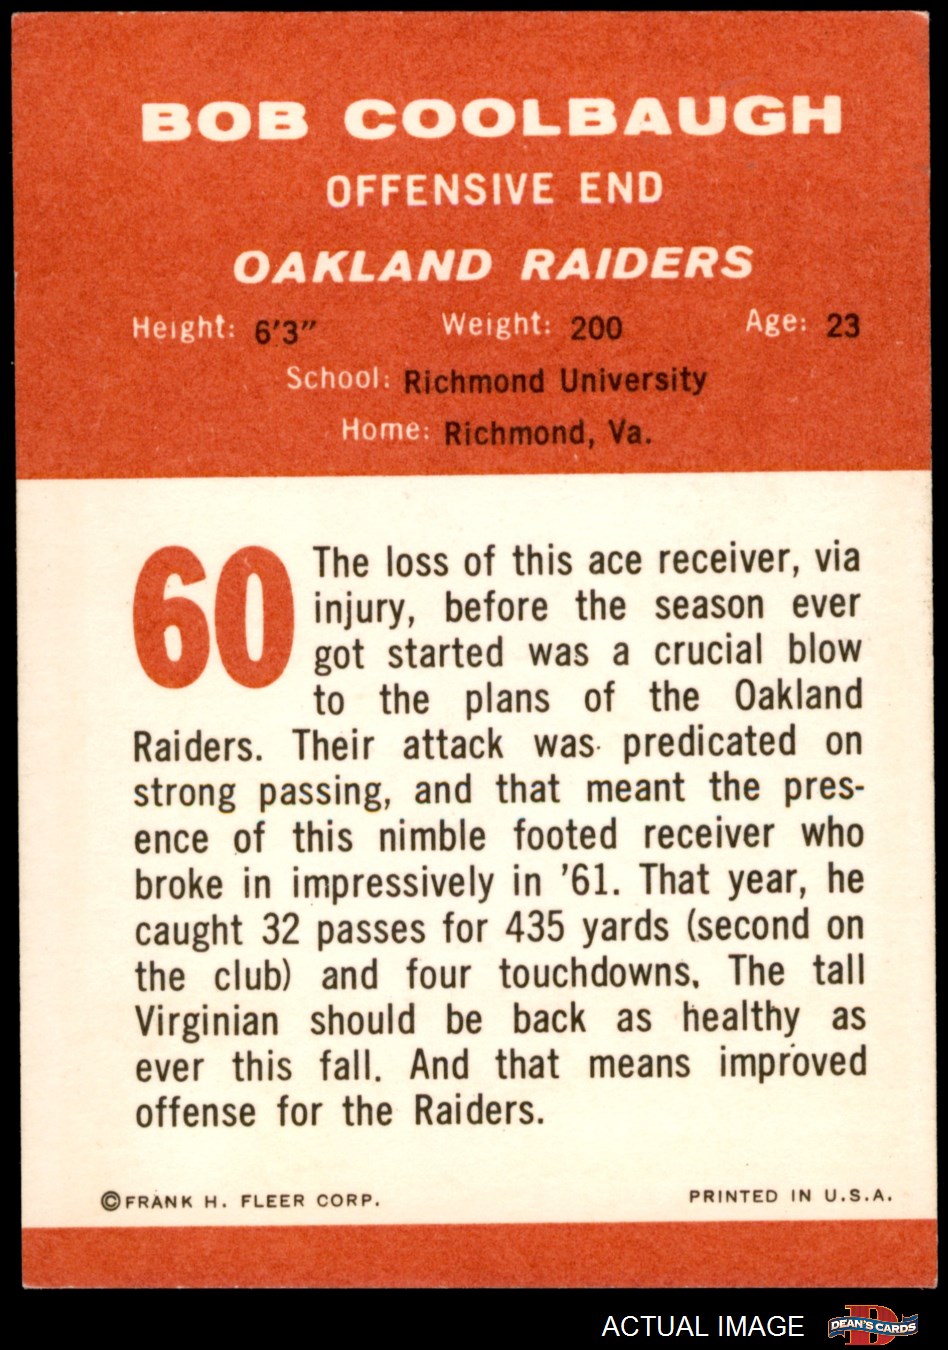 BOB COOLBAUGH
OFFENSIVE END
OAKLAND RAIDERS
Height: 6'3" Weight: 200 Age: 23
School: Richmond University
Home: Richmond, Va.
60
The loss of this ace receiver, via
injury, before the season ever
got started was a crucial blow
to the plans of the Oakland
Raiders. Their attack was predicated on
strong passing, and that meant the pres-
ence of this nimble footed receiver who
broke in impressively in '61. That year, he
caught 32 passes for 435 yards (second on
the club) and four touchdowns. The tall
Virginian should be back as healthy as
ever this fall. And that means improved
offense for the Raiders.
©FRANK H. FLEER CORP. PRINTED IN U.S.A.
ACTUAL IMAGE
D
DEAN'S CARDS